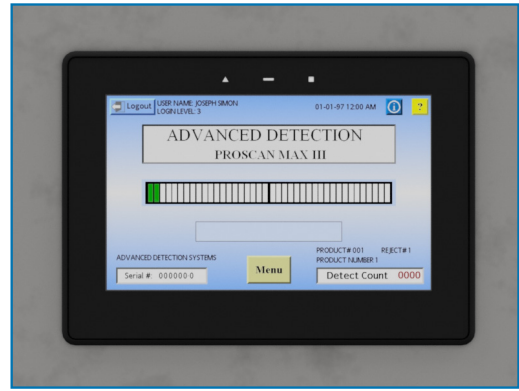 Logout
USER NAME: JOSEPH SIMON
LOGIN LEVEL: 3
01-01-97 12:00 AM
?
ADVANCED DETECTION
PROSCAN MAX III
PRODUCT# 001 REJECT# 1
PRODUCT NUMBER 1
ADVANCED DETECTION SYSTEMS
Serial #: 000000-0
Menu
Detect Count 0000